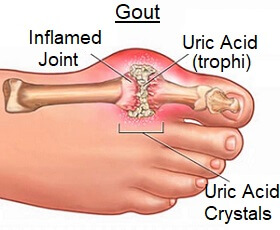 Gout
Inflamed
Joint
Uric Acid
(trophi)
Uric Acid
Crystals